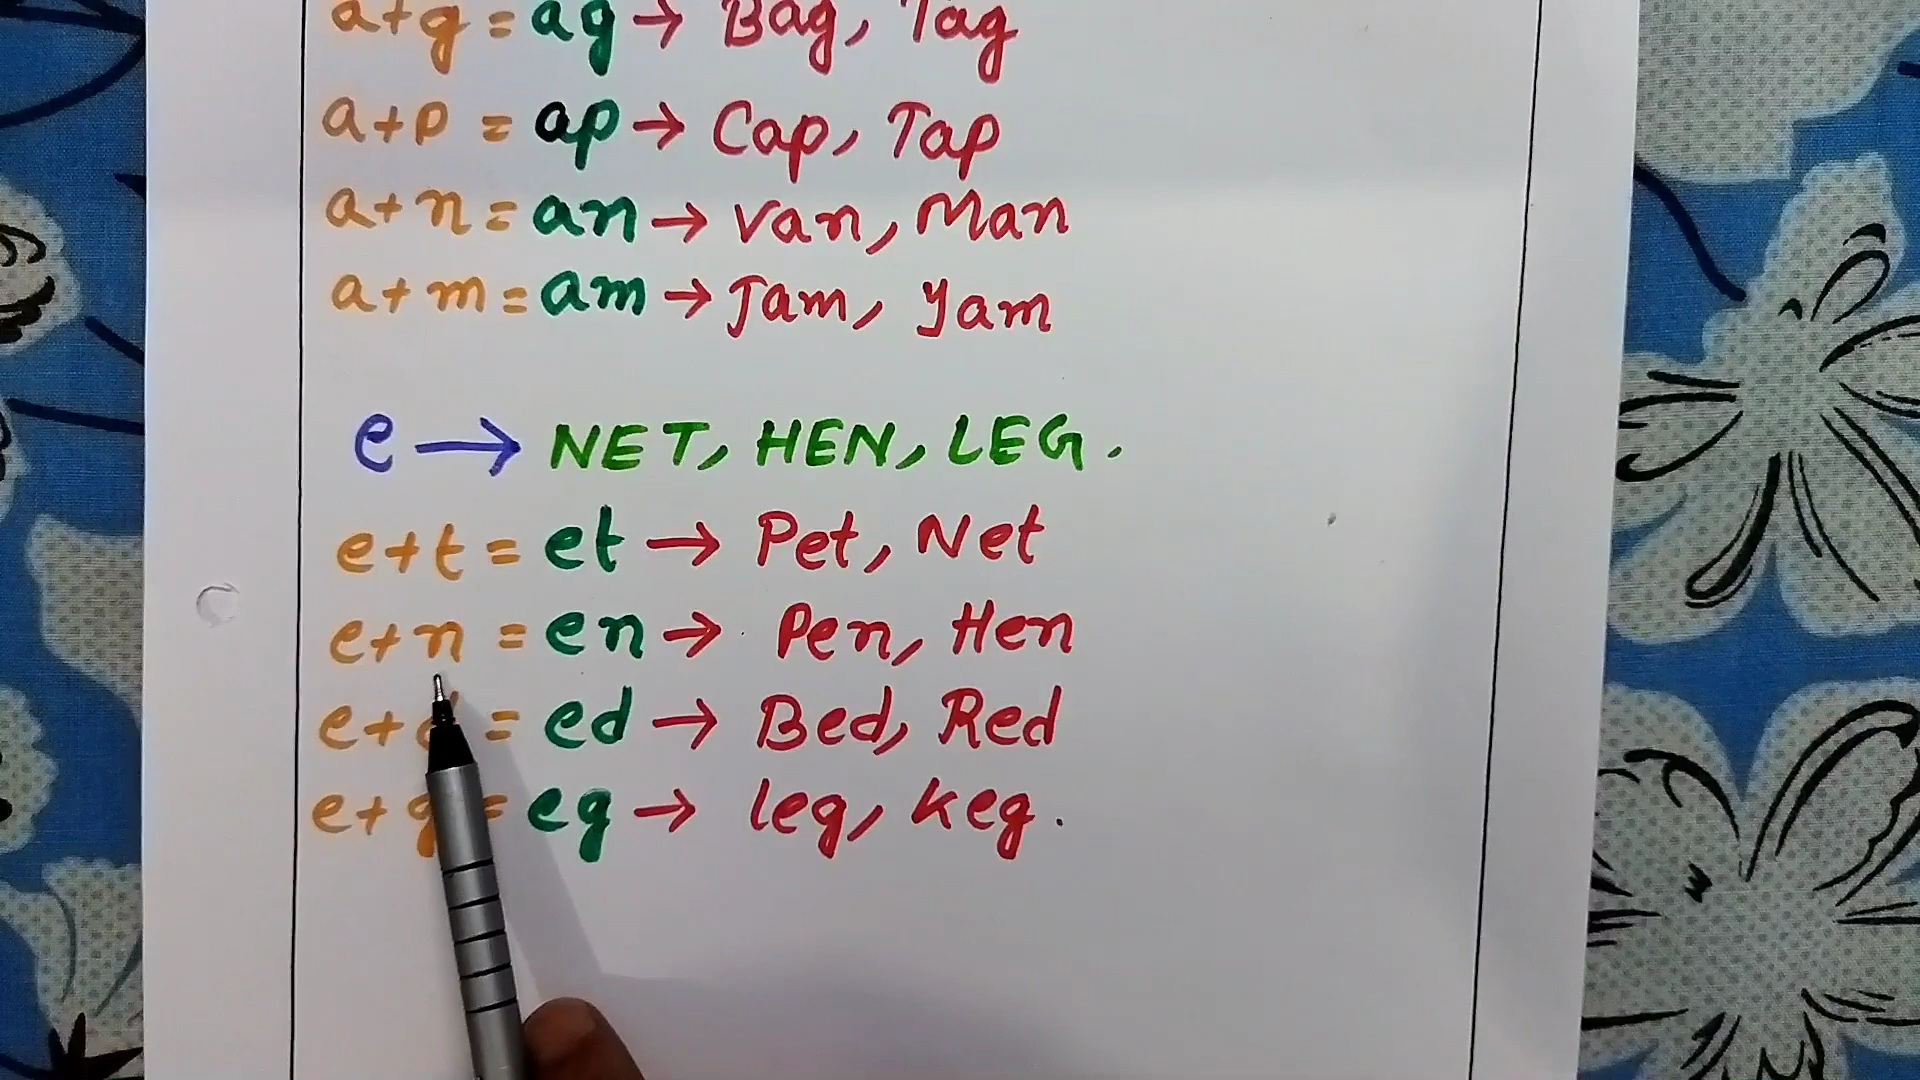 a+g = ag → Bag, Tag
a+p = ap → Cap, Tap
a+n = an → Van, Man
a+m = am → Jam, Yam
e → NET, HEN, LEG.
e+t = et → Pet, Net
e+n = en → Pen, Hen
e+d = ed → Bed, Red
e+g = eg → leg, keg.